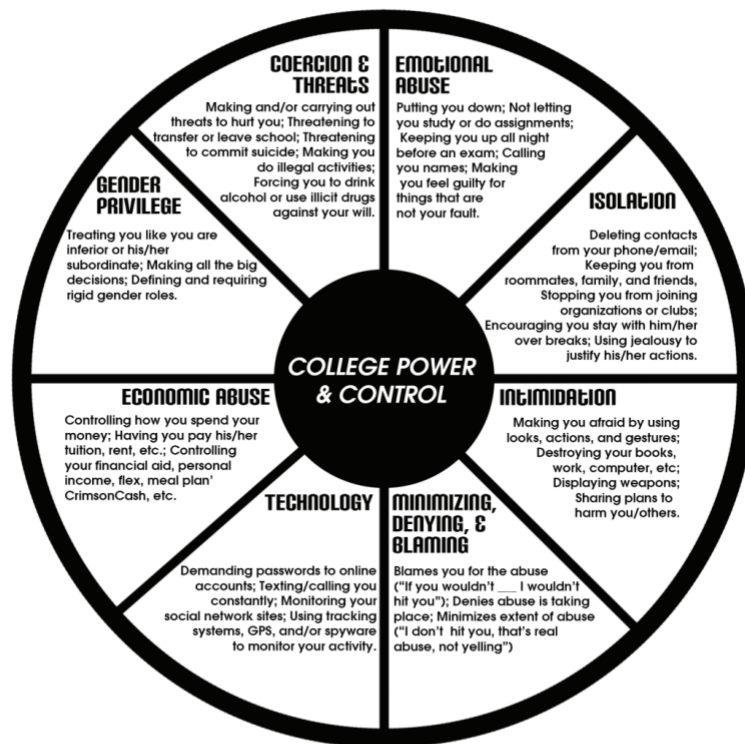 COERCION &
THREATS
Making and/or carrying out
threats to hurt you; Threatening to
transfer or leave school; Threatening
to commit suicide; Making you
do illegal activities;
Forcing you to drink
alcohol or use illicit drugs
against your will.
EMOTIONAL
ABUSE
Putting you down; Not letting
you study or do assignments;
Keeping you up all night
before an exam; Calling
you names; Making
you feel guilty for
things that are
not your fault.
GENDER
PRIVILEGE
Treating you like you are
inferior or his/her
subordinate; Making all the big
decisions; Defining and requiring
rigid gender roles.
ISOLATION
Deleting contacts
from your phone/email;
Keeping you from
roommates, family, and friends,
Stopping you from joining
organizations or clubs;
Encouraging you stay with him/her
over breaks; Using jealousy to
justify his/her actions.
COLLEGE POWER
& CONTROL
ECONOMIC ABUSE
Controlling how you spend your
money; Having you pay his/her
tuition, rent, etc.; Controlling
your financial aid, personal
income, flex, meal plan'
CrimsonCash, etc.
INTIMIDATION
Making you afraid by using
looks, actions, and gestures;
Destroying your books,
work, computer, etc;
Displaying weapons;
Sharing plans to
harm you/others.
TECHNOLOGY
Demanding passwords to online
accounts; Texting/calling you
constantly; Monitoring your
social network sites; Using tracking
systems, GPS, and/or spyware
to monitor your activity.
MINIMIZING,
DENYING, &
BLAMING
Blames you for the abuse
("If you wouldn't ___ I wouldn't
hit you"); Denies abuse is taking
place; Minimizes extent of abuse
("I don't hit you, that's real
abuse, not yelling")